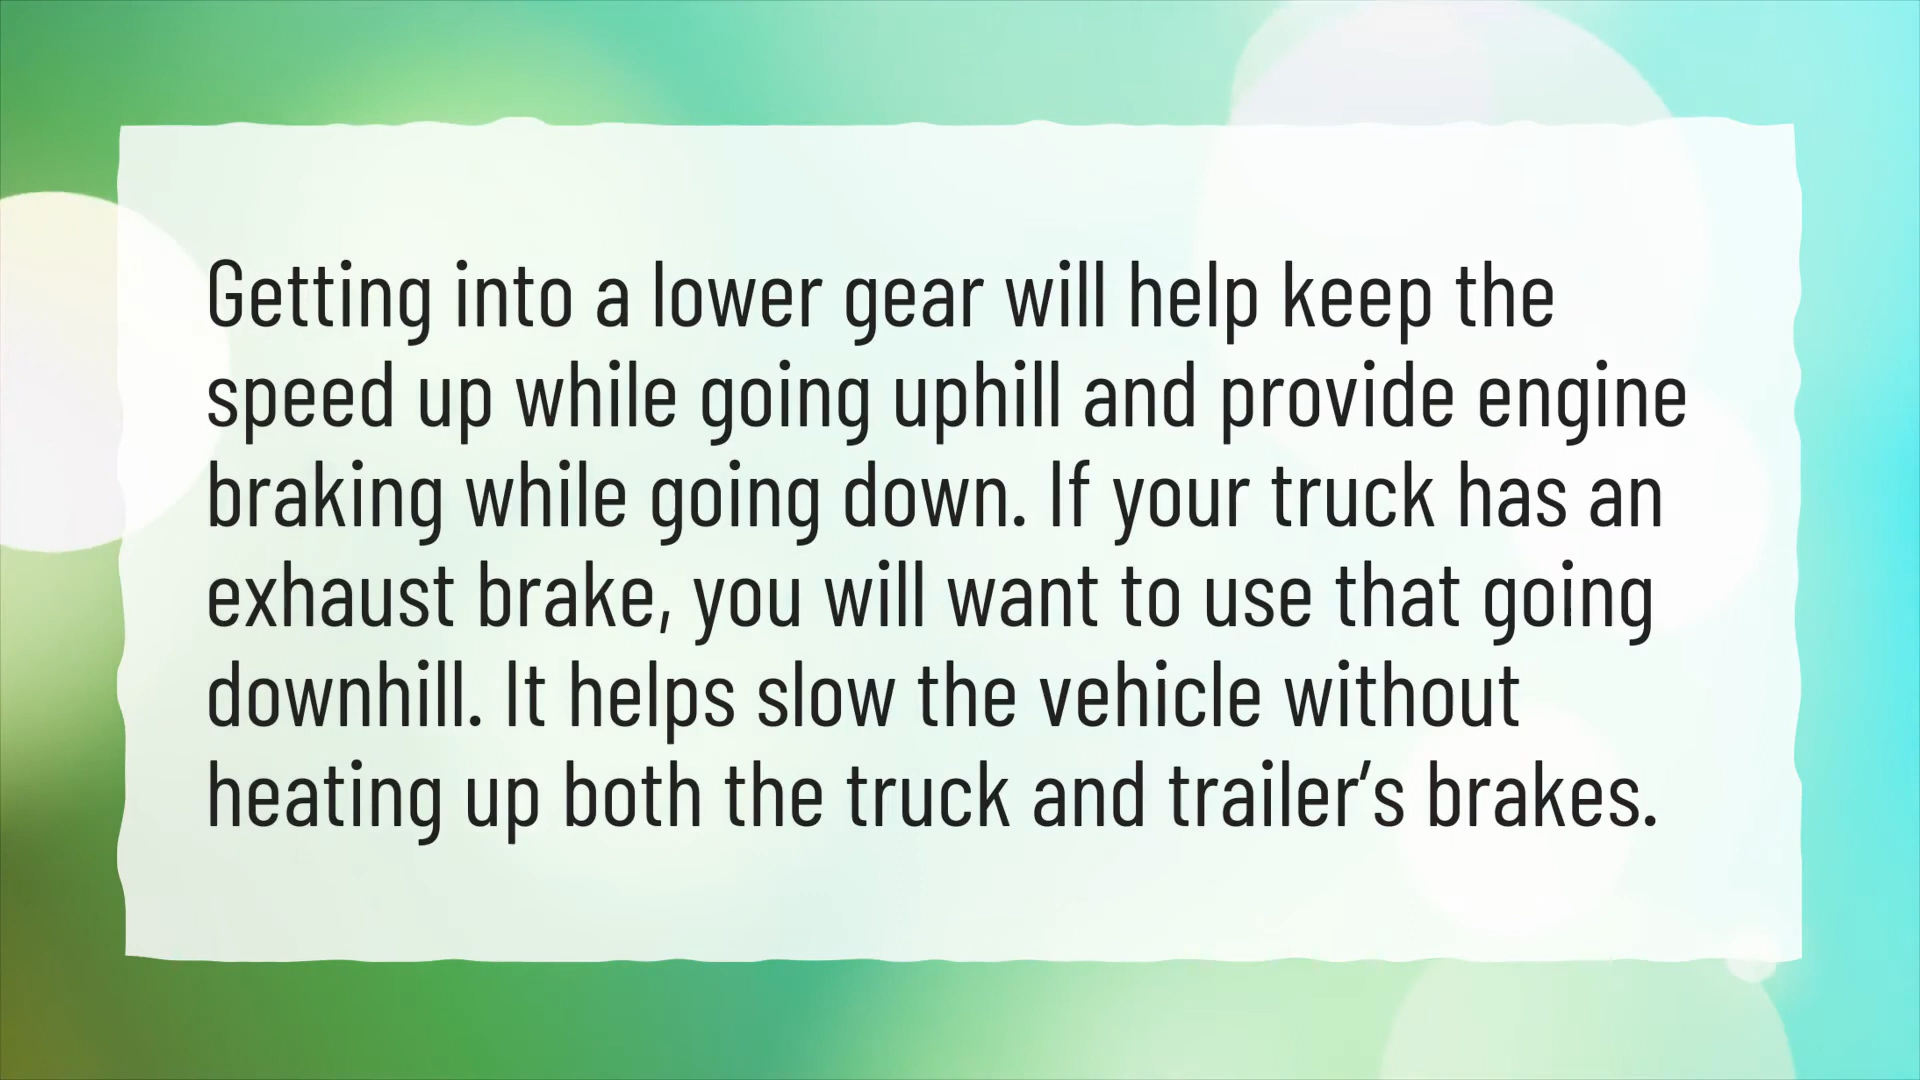 Getting into a lower gear will help keep the
speed up while going uphill and provide engine
braking while going down. If your truck has an
exhaust brake, you will want to use that going
downhill. It helps slow the vehicle without
heating up both the truck and trailer’s brakes.